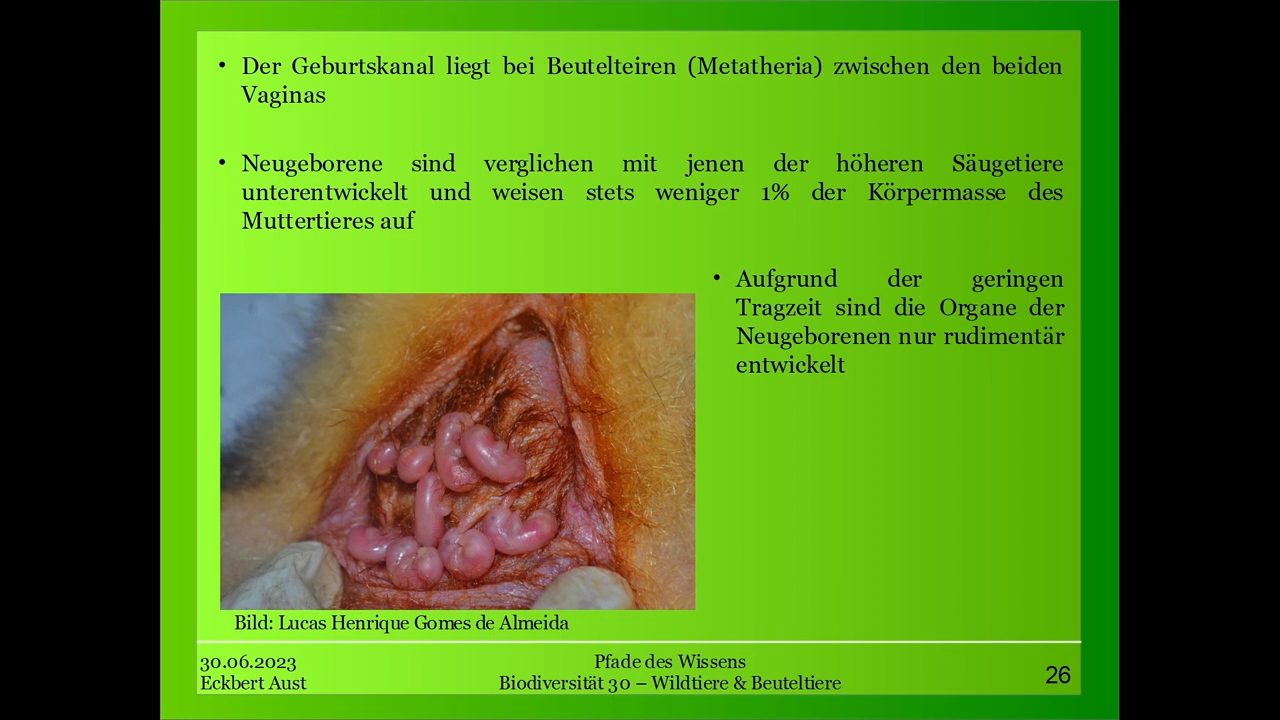 • Der Geburtskanal liegt bei Beutelteiren (Metatheria) zwischen den beiden
Vaginas
• Neugeborene sind verglichen mit jenen der höheren Säugetiere
unterentwickelt und weisen stets weniger 1% der Körpermasse des
Muttertieres auf
• Aufgrund der geringen
Tragzeit sind die Organe der
Neugeborenen nur rudimentär
entwickelt
Bild: Lucas Henrique Gomes de Almeida
30.06.2023
Eckbert Aust
Pfade des Wissens
Biodiversität 30 – Wildtiere & Beuteltiere
26